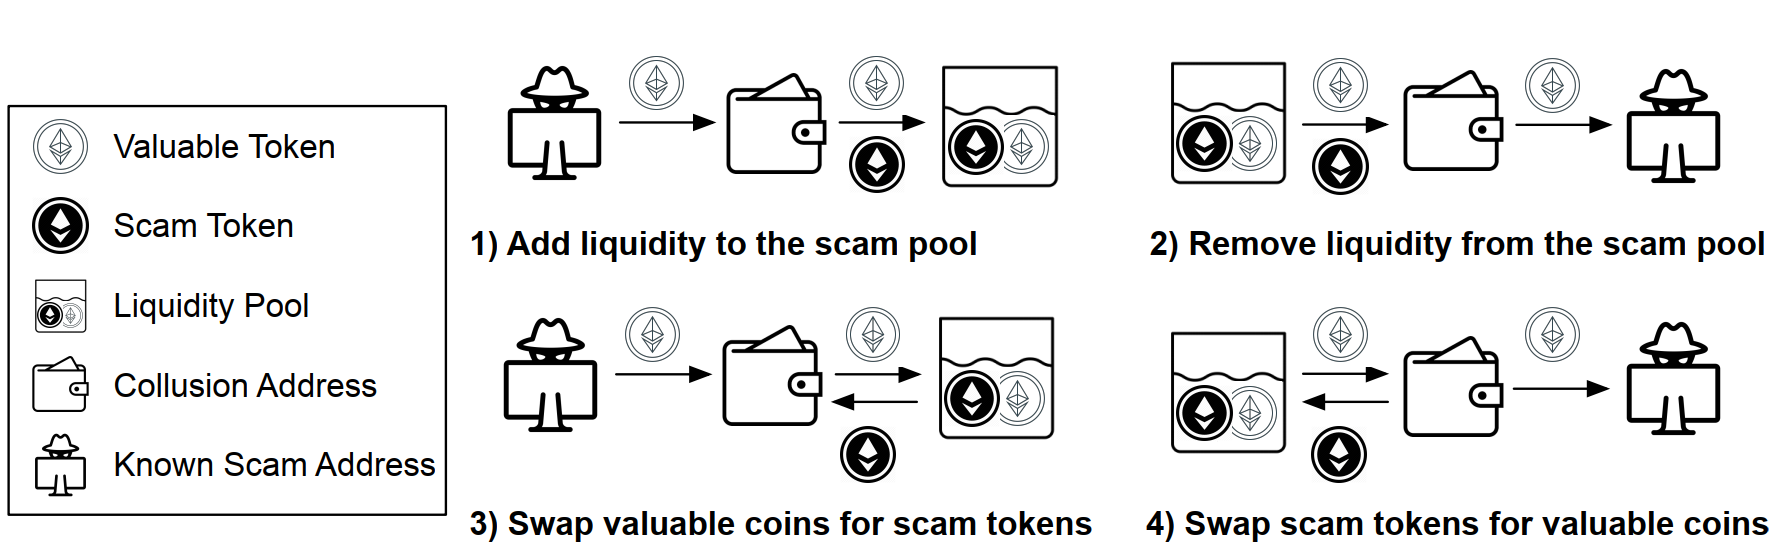 Valuable Token
Scam Token
Liquidity Pool
Collusion Address
Known Scam Address
1) Add liquidity to the scam pool
2) Remove liquidity from the scam pool
3) Swap valuable coins for scam tokens
4) Swap scam tokens for valuable coins